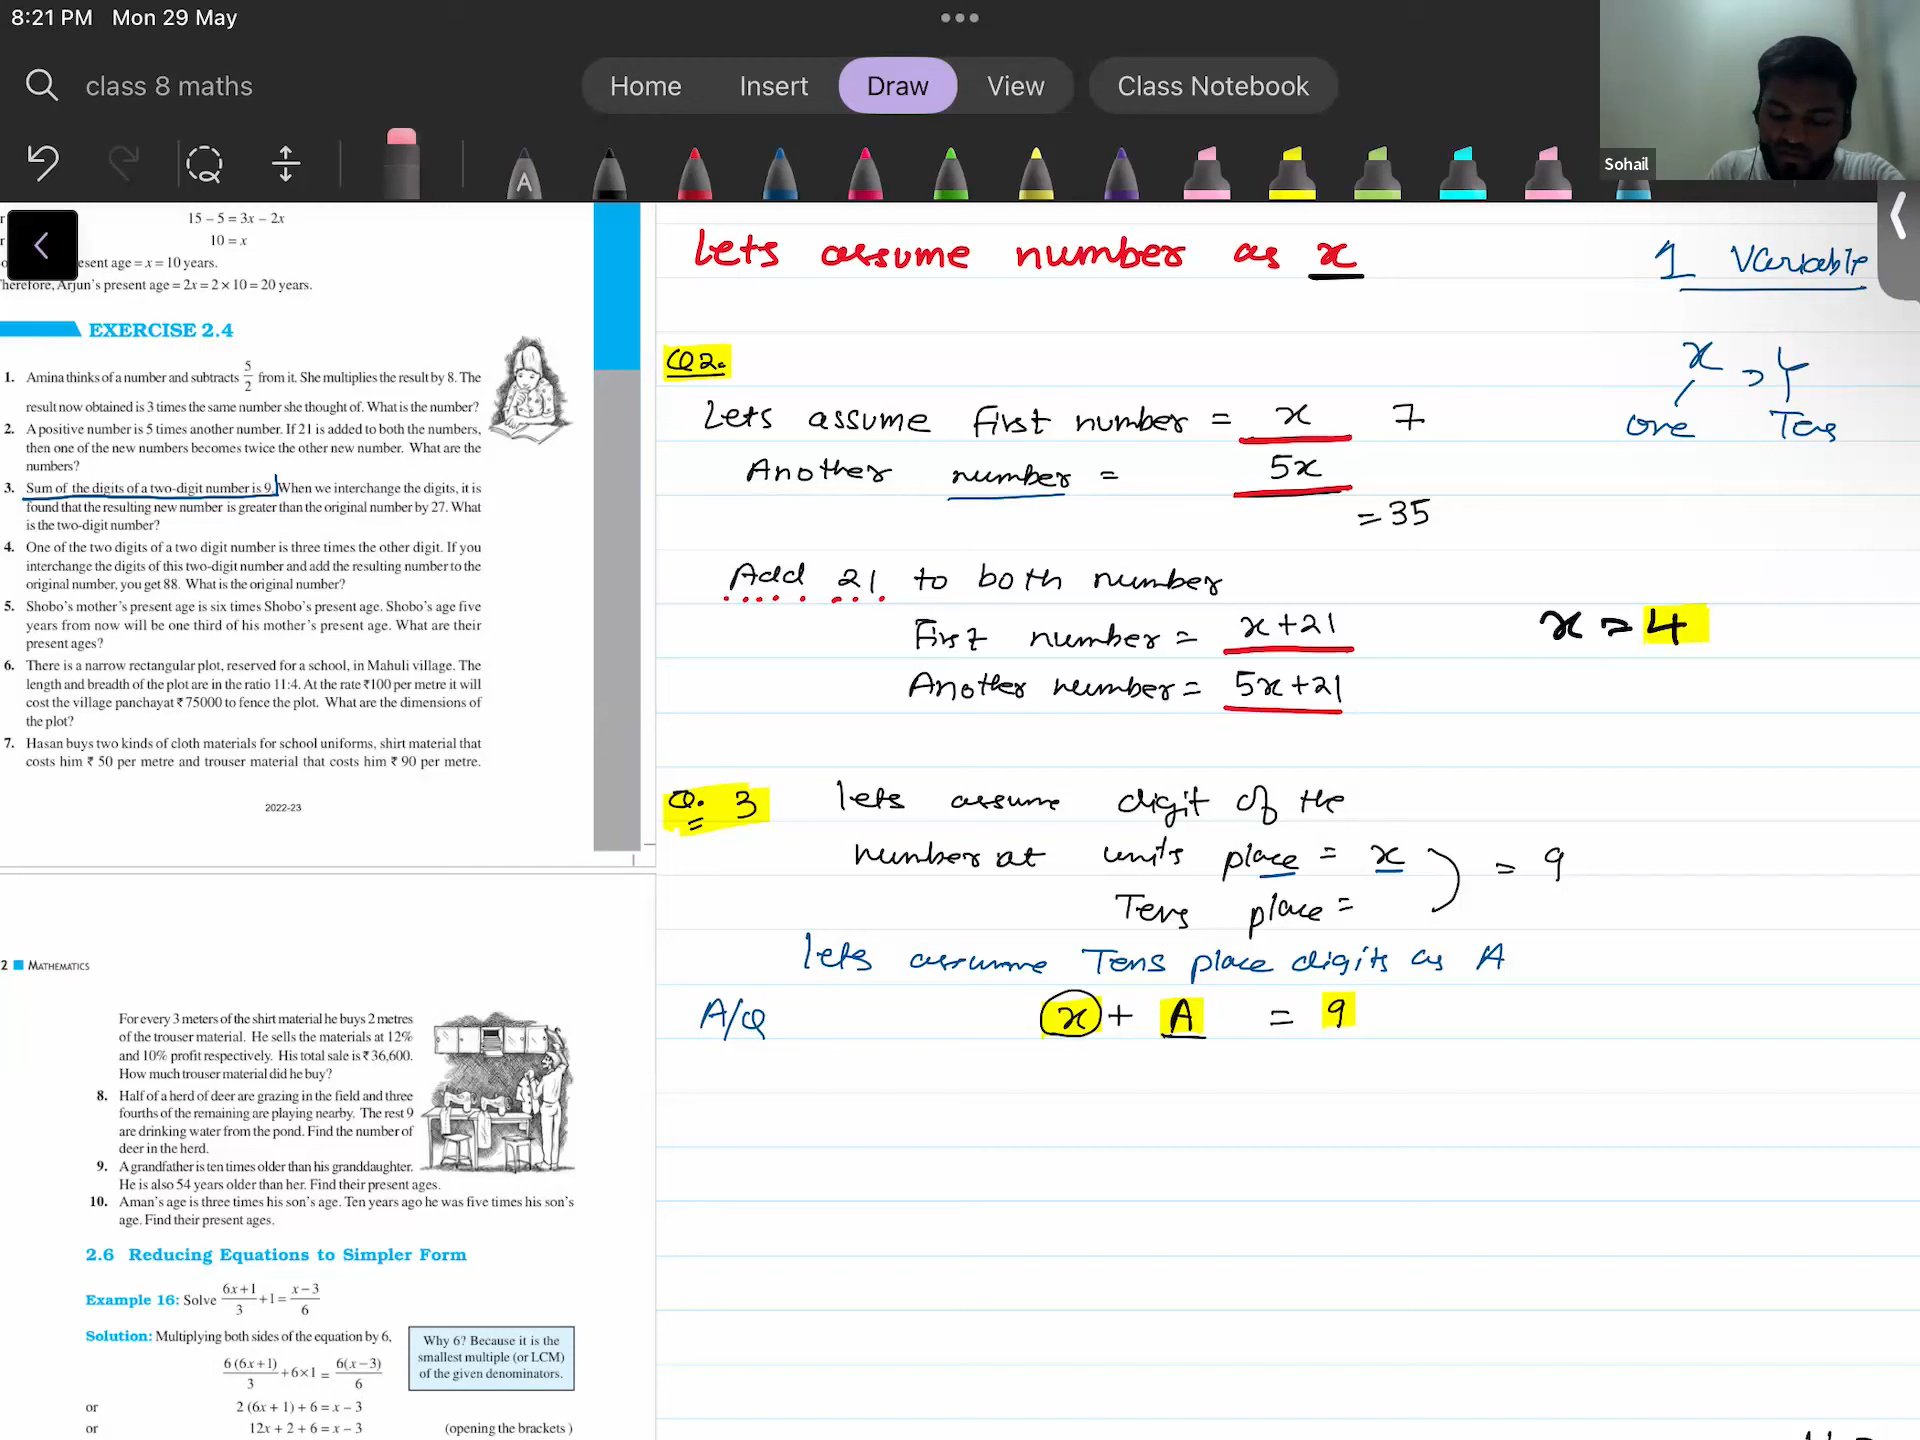 8:21 PM Mon 29 May
class 8 maths
Home Insert Draw View Class Notebook
A
Sohail
15 – 5 = 3x – 2x
10 = x
esent age = x = 10 years.
herefore, Arjun's present age = 2x = 2 × 10 = 20 years.
EXERCISE 2.4
1. Amina thinks of a number and subtracts 5/2 from it. She multiplies the result by 8. The
result now obtained is 3 times the same number she thought of. What is the number?
2. A positive number is 5 times another number. If 21 is added to both the numbers,
then one of the new numbers becomes twice the other new number. What are the
numbers?
3. Sum of the digits of a two-digit number is 9. When we interchange the digits, it is
found that the resulting new number is greater than the original number by 27. What
is the two-digit number?
4. One of the two digits of a two digit number is three times the other digit. If you
interchange the digits of this two-digit number and add the resulting number to the
original number, you get 88. What is the original number?
5. Shobo's mother's present age is six times Shobo's present age. Shobo's age five
years from now will be one third of his mother's present age. What are their
present ages?
6. There is a narrow rectangular plot, reserved for a school, in Mahuli village. The
length and breadth of the plot are in the ratio 11:4. At the rate ₹100 per metre it will
cost the village panchayat ₹ 75000 to fence the plot. What are the dimensions of
the plot?
7. Hasan buys two kinds of cloth materials for school uniforms, shirt material that
costs him ₹ 50 per metre and trouser material that costs him ₹ 90 per metre.
2022-23
2 MATHEMATICS
For every 3 meters of the shirt material he buys 2 metres
of the trouser material. He sells the materials at 12%
and 10% profit respectively. His total sale is ₹ 36,600.
How much trouser material did he buy?
8. Half of a herd of deer are grazing in the field and three
fourths of the remaining are playing nearby. The rest 9
are drinking water from the pond. Find the number of
deer in the herd.
9. A grandfather is ten times older than his granddaughter.
He is also 54 years older than her. Find their present ages.
10. Aman's age is three times his son's age. Ten years ago he was five times his son's
age. Find their present ages.
2.6 Reducing Equations to Simpler Form
Example 16: Solve (6x+1)/3 + 1 = (x–3)/6
Solution: Multiplying both sides of the equation by 6,
6(6x+1)/3 + 6×1 = 6(x–3)/6
Why 6? Because it is the
smallest multiple (or LCM)
of the given denominators.
or 2 (6x + 1) + 6 = x – 3
or 12x + 2 + 6 = x – 3 (opening the brackets )
Lets assume number as x
1 Variable
x , Y
one Tens
Q2.
Lets assume First number = x 7
Another number = 5x
= 35
Add 21 to both number
First number = x+21
Another number = 5x+21
x = 4
Q. 3 lets assume digit of the
number at units place = x ) = 9
Tens place =
lets assume Tens place digits as A
A/Q x + A = 9